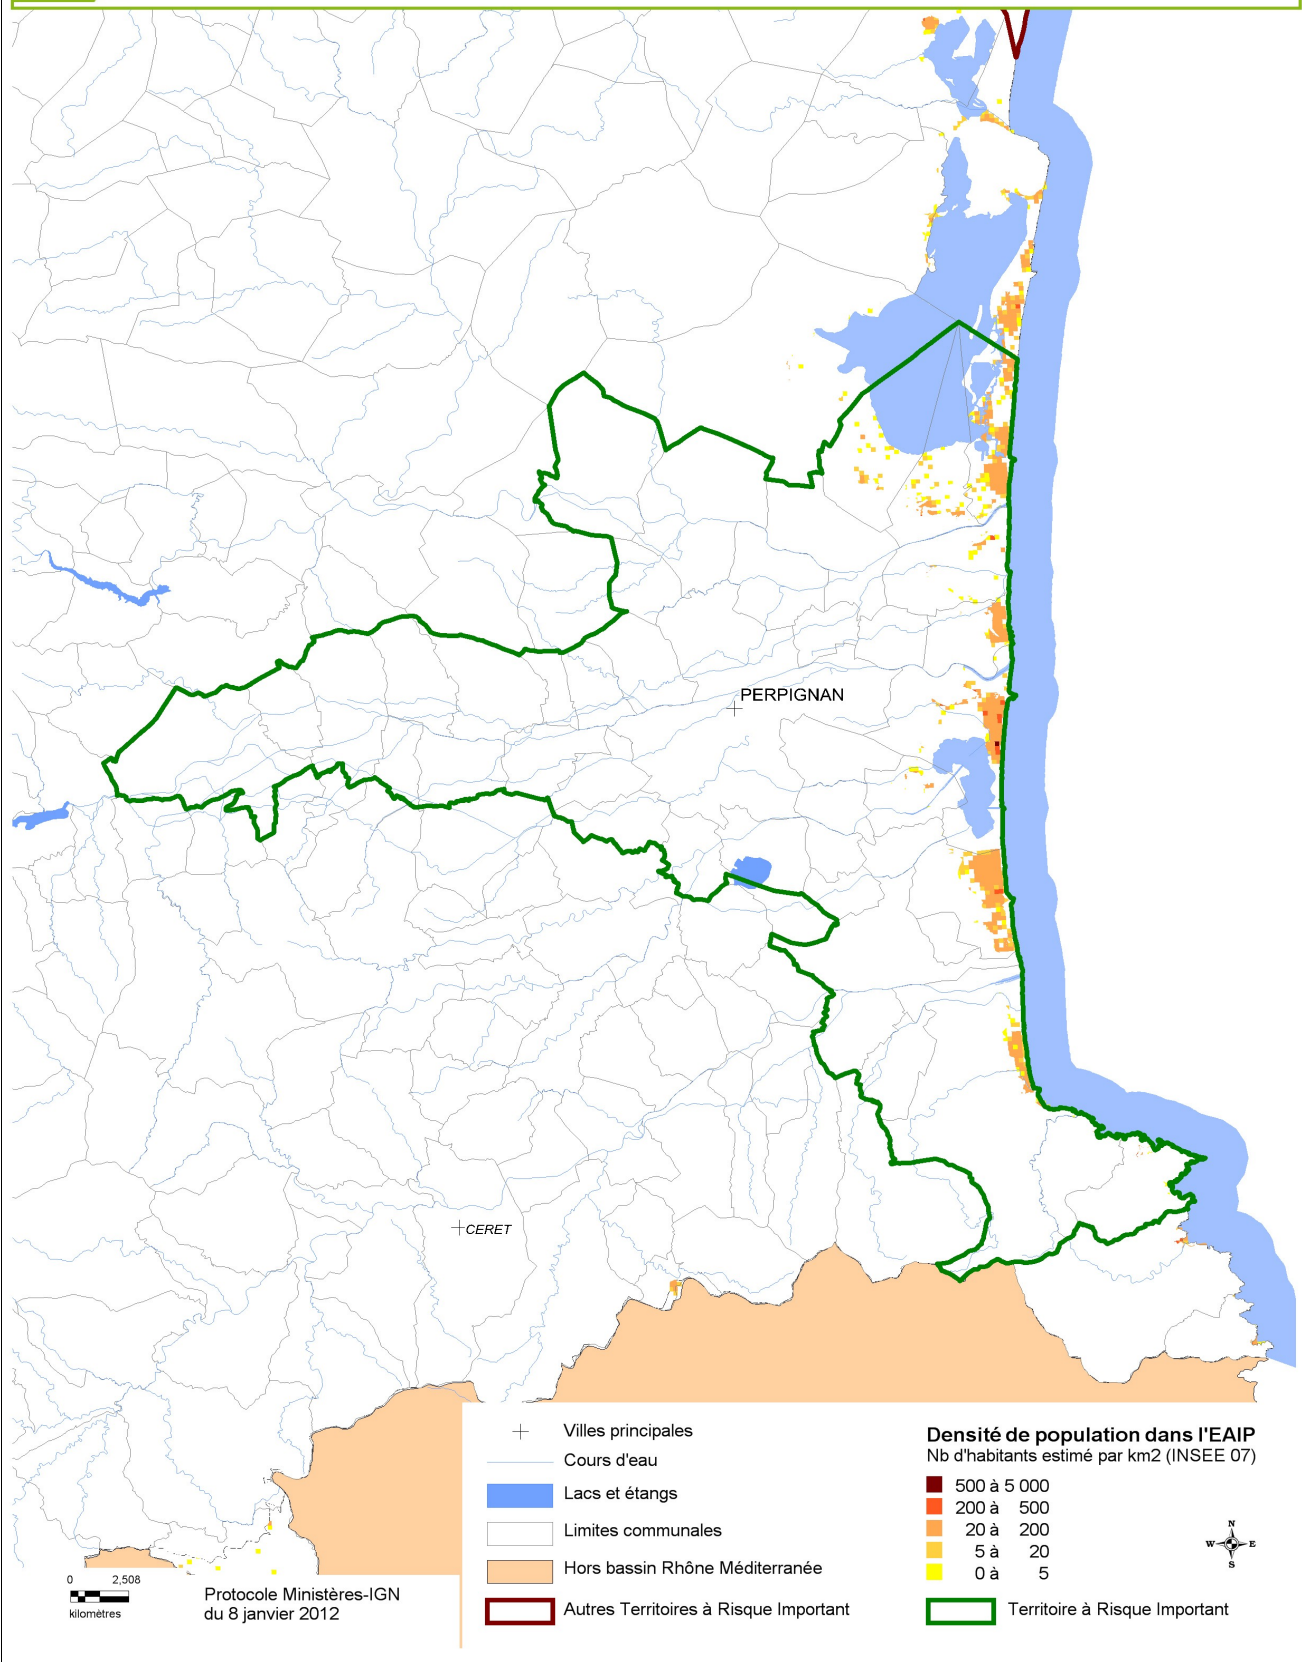 PERPIGNAN
CERET
Villes principales
Cours d'eau
Lacs et étangs
Limites communales
Hors bassin Rhône Méditerranée
Autres Territoires à Risque Important
Densité de population dans l'EAIP
Nb d'habitants estimé par km2 (INSEE 07)
500 à 5 000
200 à 500
20 à 200
5 à 20
0 à 5
Territoire à Risque Important
N
W E
S
0 2,508
kilomètres
Protocole Ministères-IGN
du 8 janvier 2012